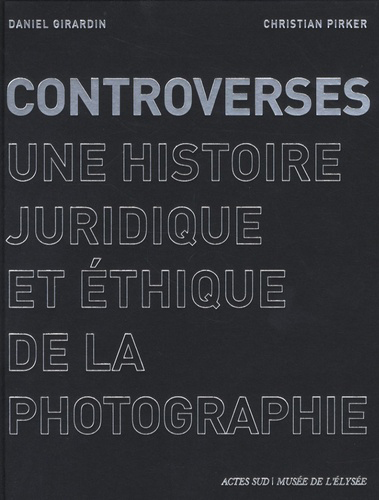 DANIEL GIRARDIN CHRISTIAN PIRKER
CONTROVERSES
UNE HISTOIRE
JURIDIQUE
ET ÉTHIQUE
DE LA
PHOTOGRAPHIE
ACTES SUD | MUSÉE DE L'ÉLYSÉE